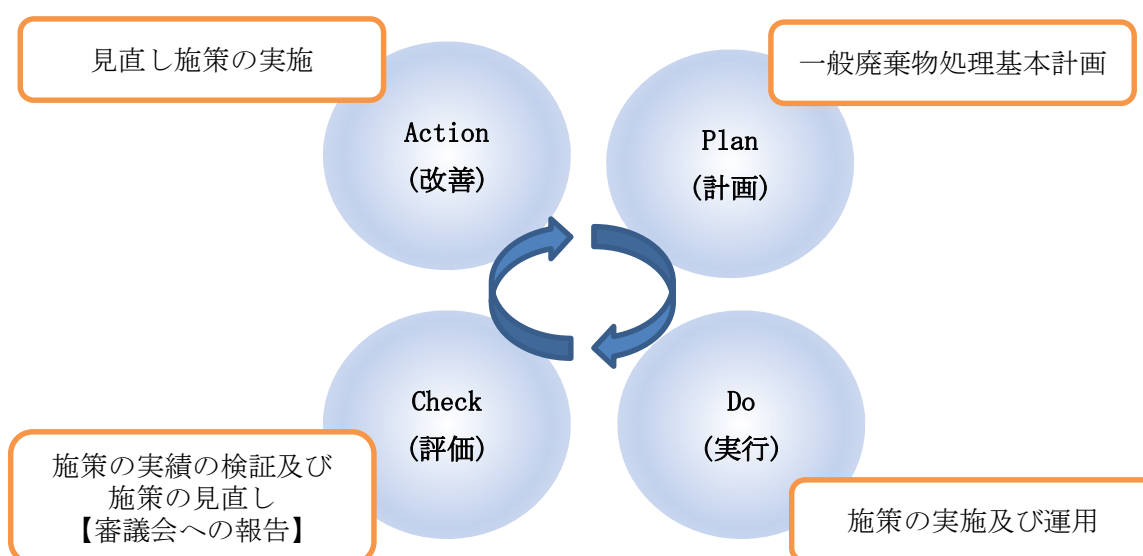 見直し施策の実施
一般廃棄物処理基本計画
Action
(改善)
Plan
(計画)
Check
(評価)
Do
(実行)
施策の実績の検証及び
施策の見直し
【審議会への報告】
施策の実施及び運用